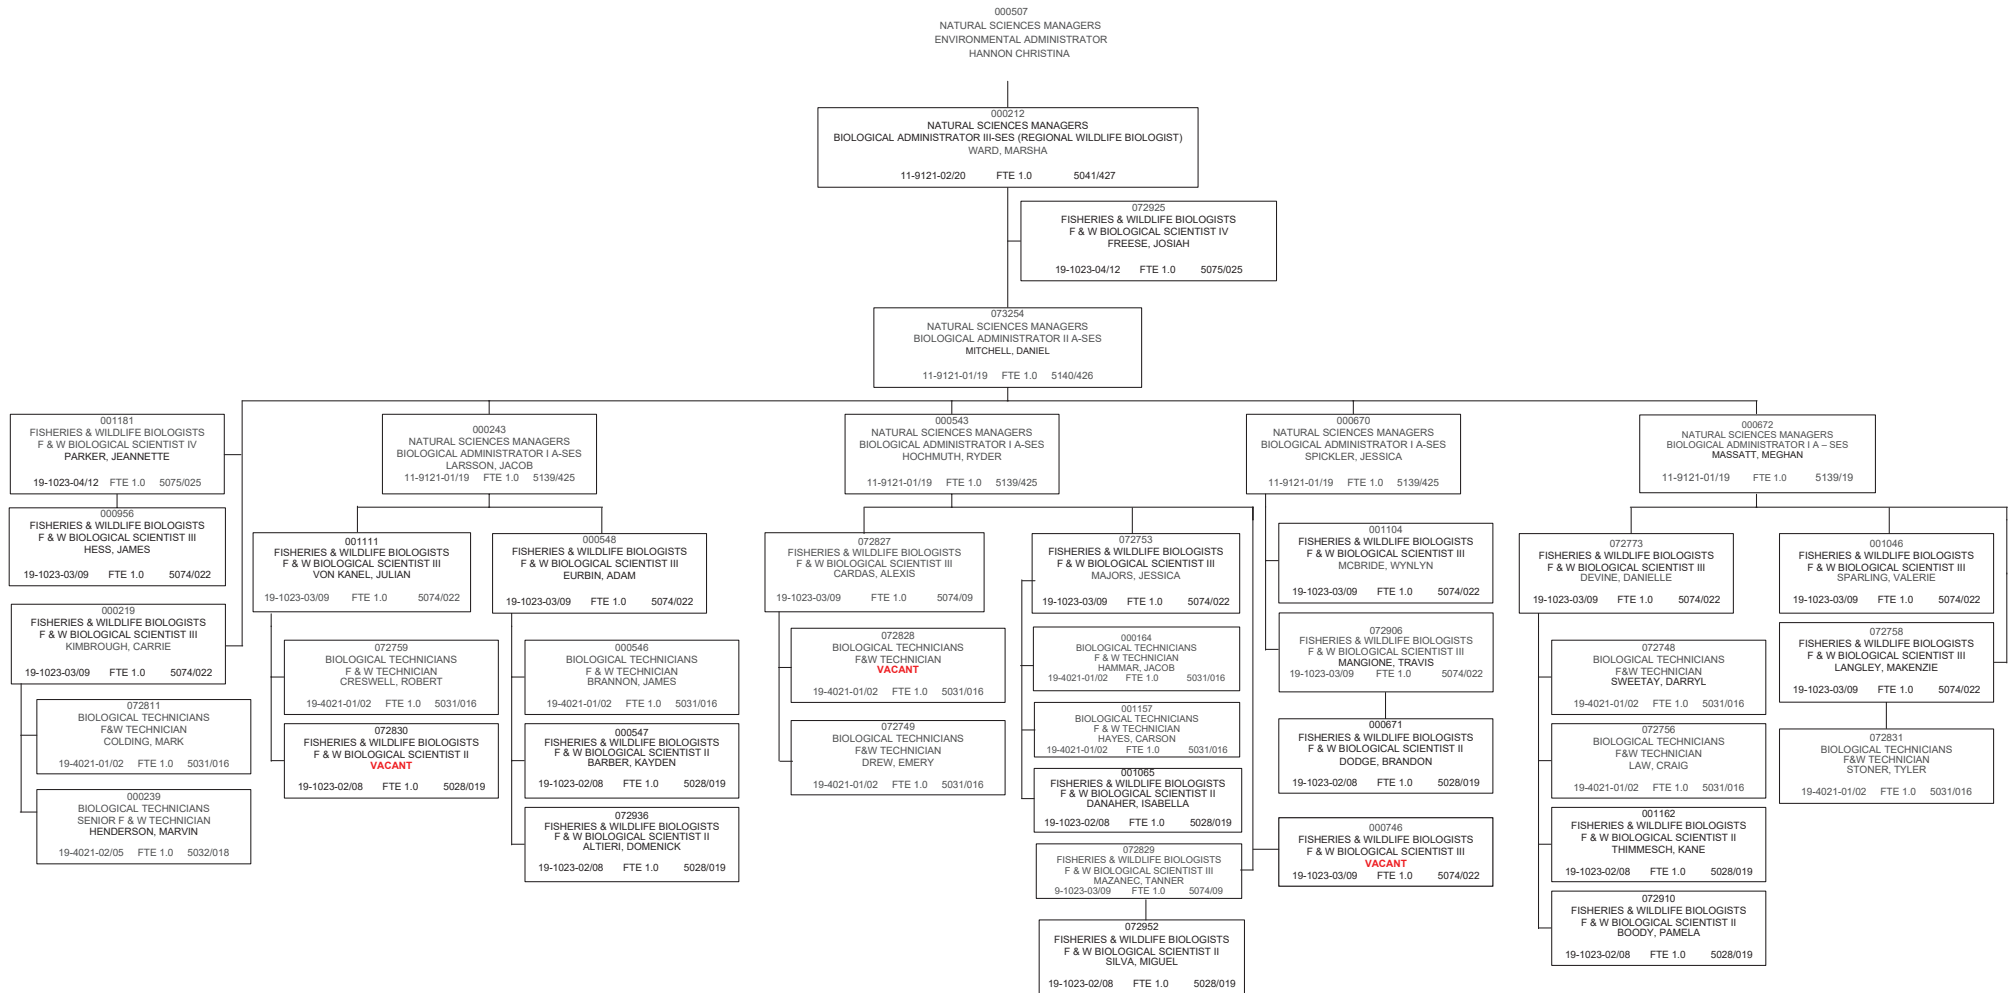 000507
NATURAL SCIENCES MANAGERS
ENVIRONMENTAL ADMINISTRATOR
HANNON CHRISTINA
000212
NATURAL SCIENCES MANAGERS
BIOLOGICAL ADMINISTRATOR III-SES (REGIONAL WILDLIFE BIOLOGIST)
WARD, MARSHA
11-9121-02/20 FTE 1.0 5041/427
072925
FISHERIES & WILDLIFE BIOLOGISTS
F & W BIOLOGICAL SCIENTIST IV
FREESE, JOSIAH
19-1023-04/12 FTE 1.0 5075/025
073254
NATURAL SCIENCES MANAGERS
BIOLOGICAL ADMINISTRATOR II A-SES
MITCHELL, DANIEL
11-9121-01/19 FTE 1.0 5140/426
001181
FISHERIES & WILDLIFE BIOLOGISTS
F & W BIOLOGICAL SCIENTIST IV
PARKER, JEANNETTE
19-1023-04/12 FTE 1.0 5075/025
000956
FISHERIES & WILDLIFE BIOLOGISTS
F & W BIOLOGICAL SCIENTIST III
HESS, JAMES
19-1023-03/09 FTE 1.0 5074/022
000219
FISHERIES & WILDLIFE BIOLOGISTS
F & W BIOLOGICAL SCIENTIST III
KIMBROUGH, CARRIE
19-1023-03/09 FTE 1.0 5074/022
072811
BIOLOGICAL TECHNICIANS
F&W TECHNICIAN
COLDING, MARK
19-4021-01/02 FTE 1.0 5031/016
000239
BIOLOGICAL TECHNICIANS
SENIOR F & W TECHNICIAN
HENDERSON, MARVIN
19-4021-02/05 FTE 1.0 5032/018
000243
NATURAL SCIENCES MANAGERS
BIOLOGICAL ADMINISTRATOR I A-SES
LARSSON, JACOB
11-9121-01/19 FTE 1.0 5139/425
001111
FISHERIES & WILDLIFE BIOLOGISTS
F & W BIOLOGICAL SCIENTIST III
VON KANEL, JULIAN
19-1023-03/09 FTE 1.0 5074/022
072759
BIOLOGICAL TECHNICIANS
F & W TECHNICIAN
CRESWELL, ROBERT
19-4021-01/02 FTE 1.0 5031/016
072830
FISHERIES & WILDLIFE BIOLOGISTS
F & W BIOLOGICAL SCIENTIST II
VACANT
19-1023-02/08 FTE 1.0 5028/019
000548
FISHERIES & WILDLIFE BIOLOGISTS
F & W BIOLOGICAL SCIENTIST III
EURBIN, ADAM
19-1023-03/09 FTE 1.0 5074/022
000546
BIOLOGICAL TECHNICIANS
F & W TECHNICIAN
BRANNON, JAMES
19-4021-01/02 FTE 1.0 5031/016
000547
FISHERIES & WILDLIFE BIOLOGISTS
F & W BIOLOGICAL SCIENTIST II
BARBER, KAYDEN
19-1023-02/08 FTE 1.0 5028/019
072936
FISHERIES & WILDLIFE BIOLOGISTS
F & W BIOLOGICAL SCIENTIST II
ALTIERI, DOMENICK
19-1023-02/08 FTE 1.0 5028/019
000543
NATURAL SCIENCES MANAGERS
BIOLOGICAL ADMINISTRATOR I A-SES
HOCHMUTH, RYDER
11-9121-01/19 FTE 1.0 5139/425
072827
FISHERIES & WILDLIFE BIOLOGISTS
F & W BIOLOGICAL SCIENTIST III
CARDAS, ALEXIS
19-1023-03/09 FTE 1.0 5074/09
072828
BIOLOGICAL TECHNICIANS
F&W TECHNICIAN
VACANT
19-4021-01/02 FTE 1.0 5031/016
072749
BIOLOGICAL TECHNICIANS
F&W TECHNICIAN
DREW, EMERY
19-4021-01/02 FTE 1.0 5031/016
072753
FISHERIES & WILDLIFE BIOLOGISTS
F & W BIOLOGICAL SCIENTIST III
MAJORS, JESSICA
19-1023-03/09 FTE 1.0 5074/022
000164
BIOLOGICAL TECHNICIANS
F & W TECHNICIAN
HAMMAR, JACOB
19-4021-01/02 FTE 1.0 5031/016
001157
BIOLOGICAL TECHNICIANS
F & W TECHNICIAN
HAYES, CARSON
19-4021-01/02 FTE 1.0 5031/016
001065
FISHERIES & WILDLIFE BIOLOGISTS
F & W BIOLOGICAL SCIENTIST II
DANAHER, ISABELLA
19-1023-02/08 FTE 1.0 5028/019
072829
FISHERIES & WILDLIFE BIOLOGISTS
F & W BIOLOGICAL SCIENTIST III
MAZANEC, TANNER
9-1023-03/09 FTE 1.0 5074/09
072952
FISHERIES & WILDLIFE BIOLOGISTS
F & W BIOLOGICAL SCIENTIST II
SILVA, MIGUEL
19-1023-02/08 FTE 1.0 5028/019
000670
NATURAL SCIENCES MANAGERS
BIOLOGICAL ADMINISTRATOR I A-SES
SPICKLER, JESSICA
11-9121-01/19 FTE 1.0 5139/425
001104
FISHERIES & WILDLIFE BIOLOGISTS
F & W BIOLOGICAL SCIENTIST III
MCBRIDE, WYNLYN
19-1023-03/09 FTE 1.0 5074/022
072906
FISHERIES & WILDLIFE BIOLOGISTS
F & W BIOLOGICAL SCIENTIST III
MANGIONE, TRAVIS
19-1023-03/09 FTE 1.0 5074/022
000671
FISHERIES & WILDLIFE BIOLOGISTS
F & W BIOLOGICAL SCIENTIST II
DODGE, BRANDON
19-1023-02/08 FTE 1.0 5028/019
000746
FISHERIES & WILDLIFE BIOLOGISTS
F & W BIOLOGICAL SCIENTIST III
VACANT
19-1023-03/09 FTE 1.0 5074/022
000672
NATURAL SCIENCES MANAGERS
BIOLOGICAL ADMINISTRATOR I A – SES
MASSATT, MEGHAN
11-9121-01/19 FTE 1.0 5139/19
072773
FISHERIES & WILDLIFE BIOLOGISTS
F & W BIOLOGICAL SCIENTIST III
DEVINE, DANIELLE
19-1023-03/09 FTE 1.0 5074/022
072748
BIOLOGICAL TECHNICIANS
F&W TECHNICIAN
SWEETAY, DARRYL
19-4021-01/02 FTE 1.0 5031/016
072756
BIOLOGICAL TECHNICIANS
F&W TECHNICIAN
LAW, CRAIG
19-4021-01/02 FTE 1.0 5031/016
001162
FISHERIES & WILDLIFE BIOLOGISTS
F & W BIOLOGICAL SCIENTIST II
THIMMESCH, KANE
19-1023-02/08 FTE 1.0 5028/019
072910
FISHERIES & WILDLIFE BIOLOGISTS
F & W BIOLOGICAL SCIENTIST II
BOODY, PAMELA
19-1023-02/08 FTE 1.0 5028/019
001046
FISHERIES & WILDLIFE BIOLOGISTS
F & W BIOLOGICAL SCIENTIST III
SPARLING, VALERIE
19-1023-03/09 FTE 1.0 5074/022
072758
FISHERIES & WILDLIFE BIOLOGISTS
F & W BIOLOGICAL SCIENTIST III
LANGLEY, MAKENZIE
19-1023-03/09 FTE 1.0 5074/022
072831
BIOLOGICAL TECHNICIANS
F&W TECHNICIAN
STONER, TYLER
19-4021-01/02 FTE 1.0 5031/016